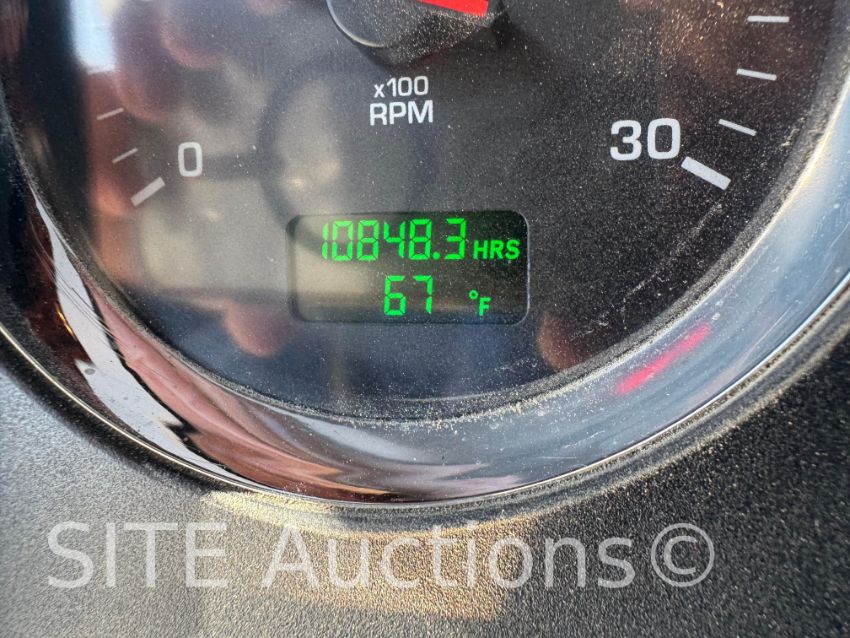 x100
RPM
0
30
10848.3 HRS
67 °F
SITE Auctions©